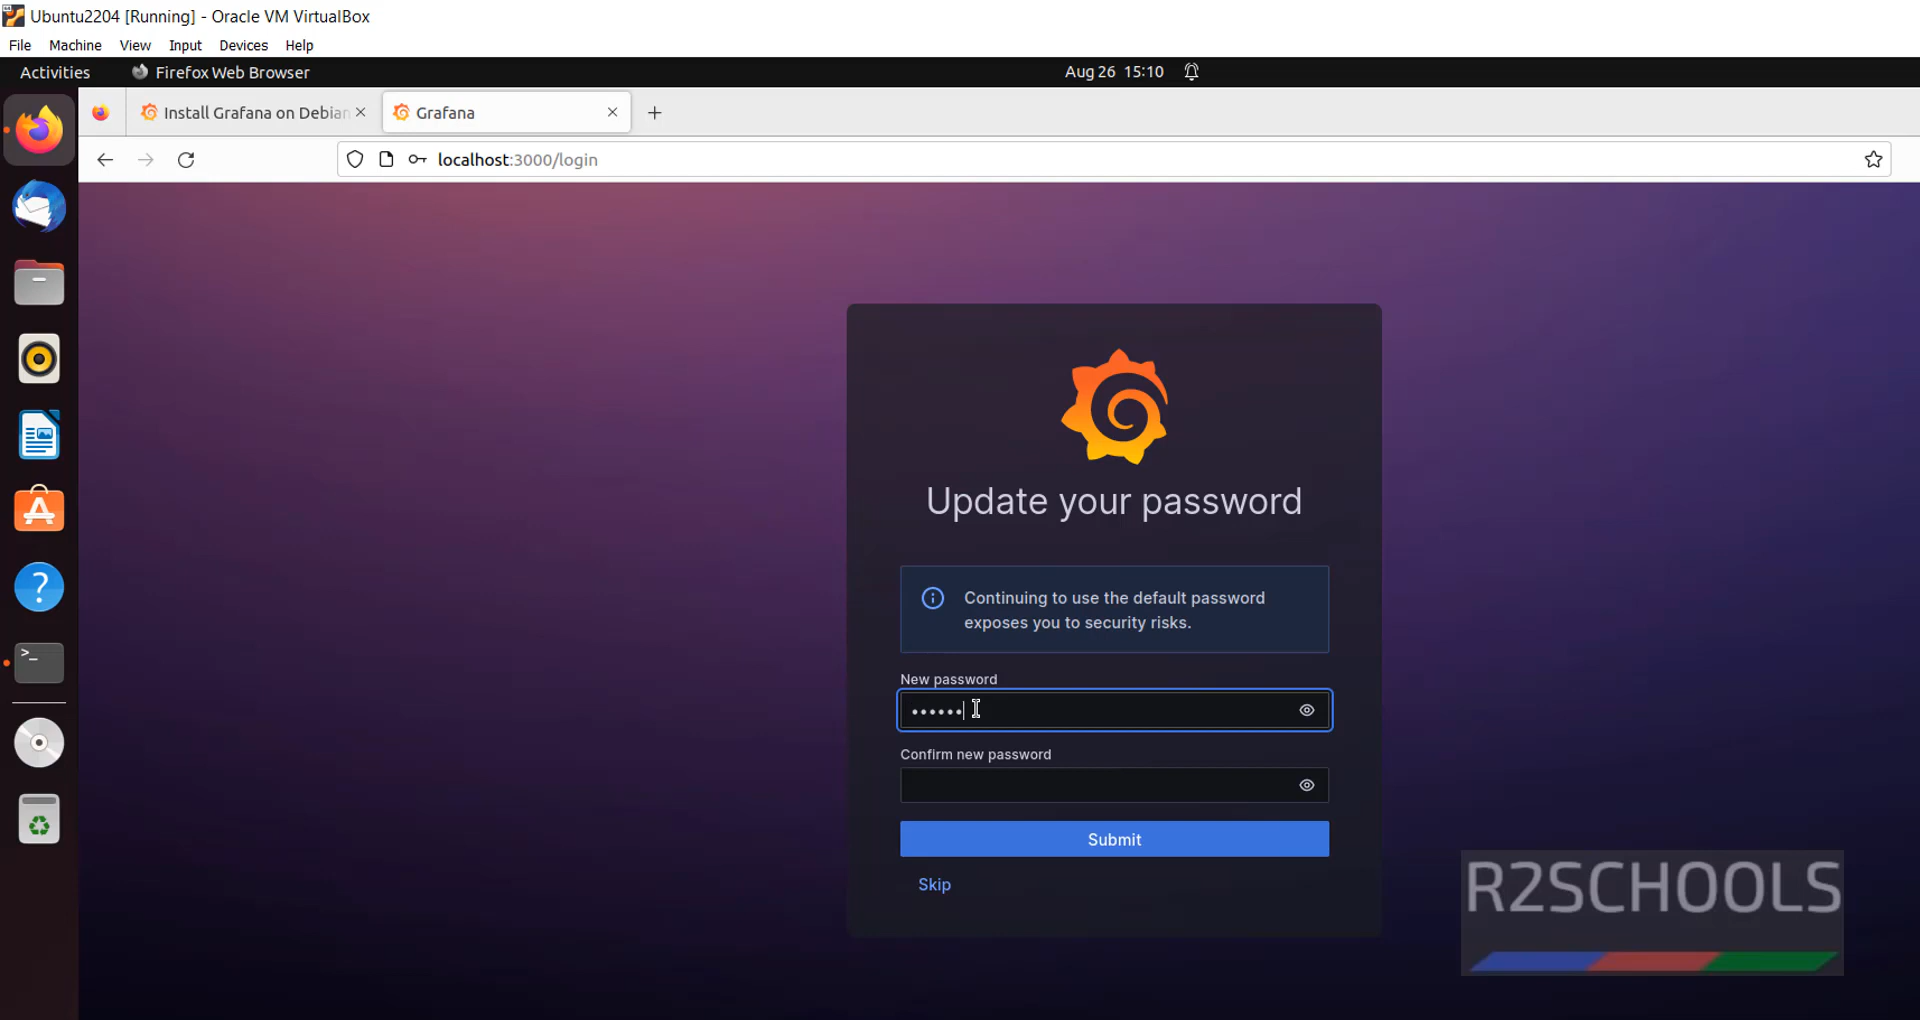 Ubuntu2204 [Running] - Oracle VM VirtualBox
File Machine View Input Devices Help
Activities Firefox Web Browser Aug 26 15:10
Install Grafana on Debian Grafana
localhost:3000/login
Update your password
Continuing to use the default password
exposes you to security risks.
New password
••••••
Confirm new password
Submit
Skip
R2SCHOOLS